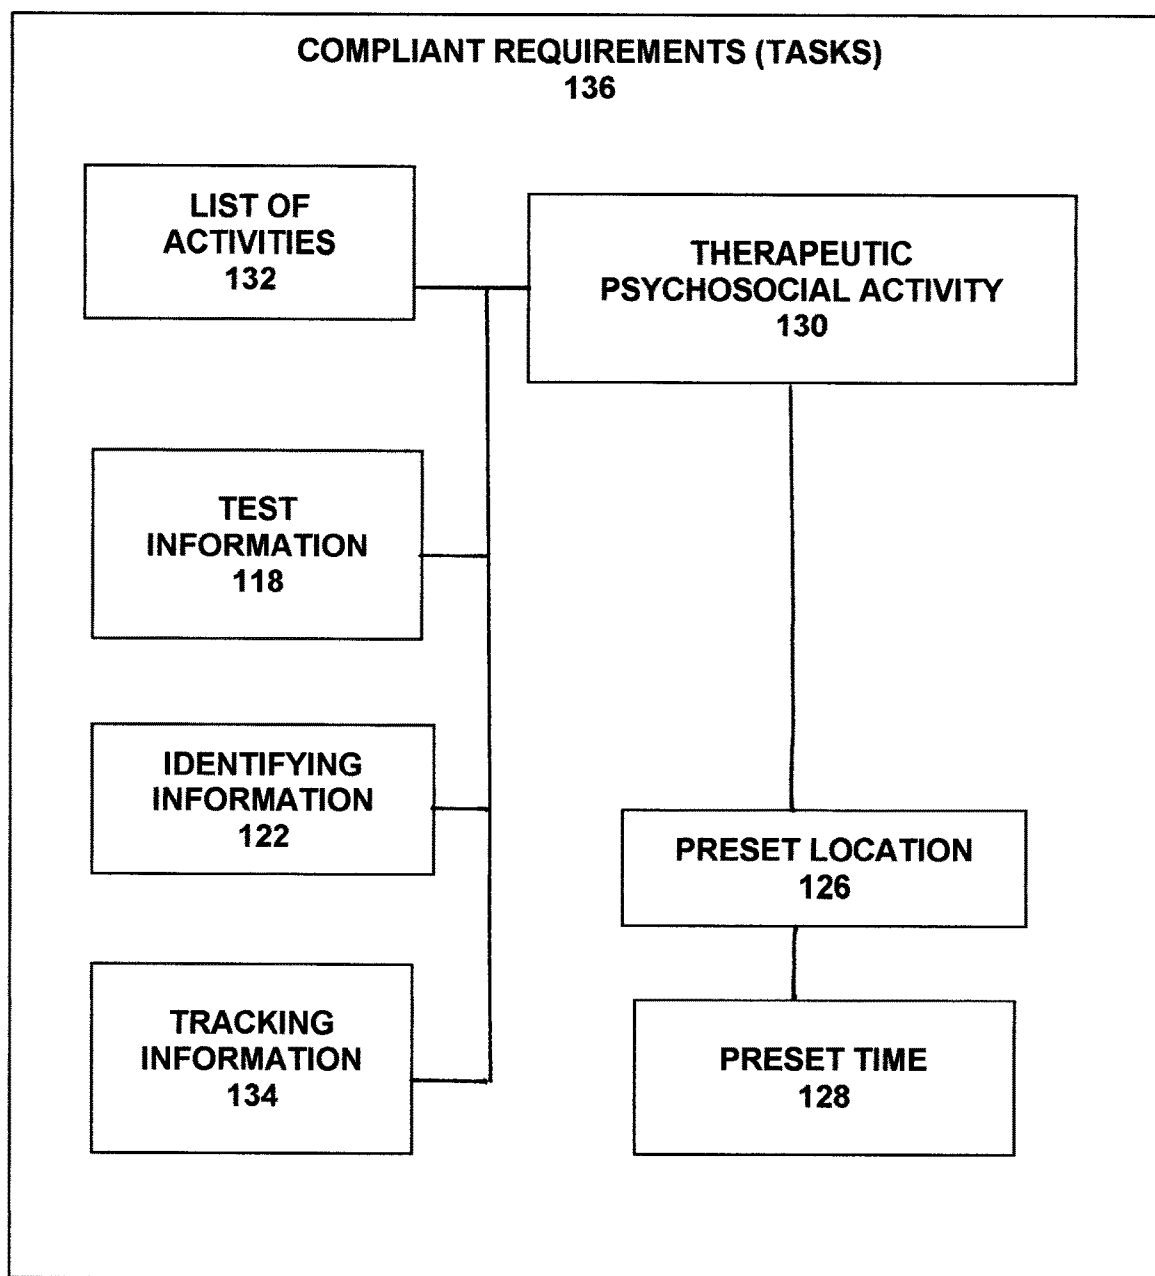 COMPLIANT REQUIREMENTS (TASKS)
136
LIST OF
ACTIVITIES
132
THERAPEUTIC
PSYCHOSOCIAL ACTIVITY
130
TEST
INFORMATION
118
IDENTIFYING
INFORMATION
122
PRESET LOCATION
126
TRACKING
INFORMATION
134
PRESET TIME
128